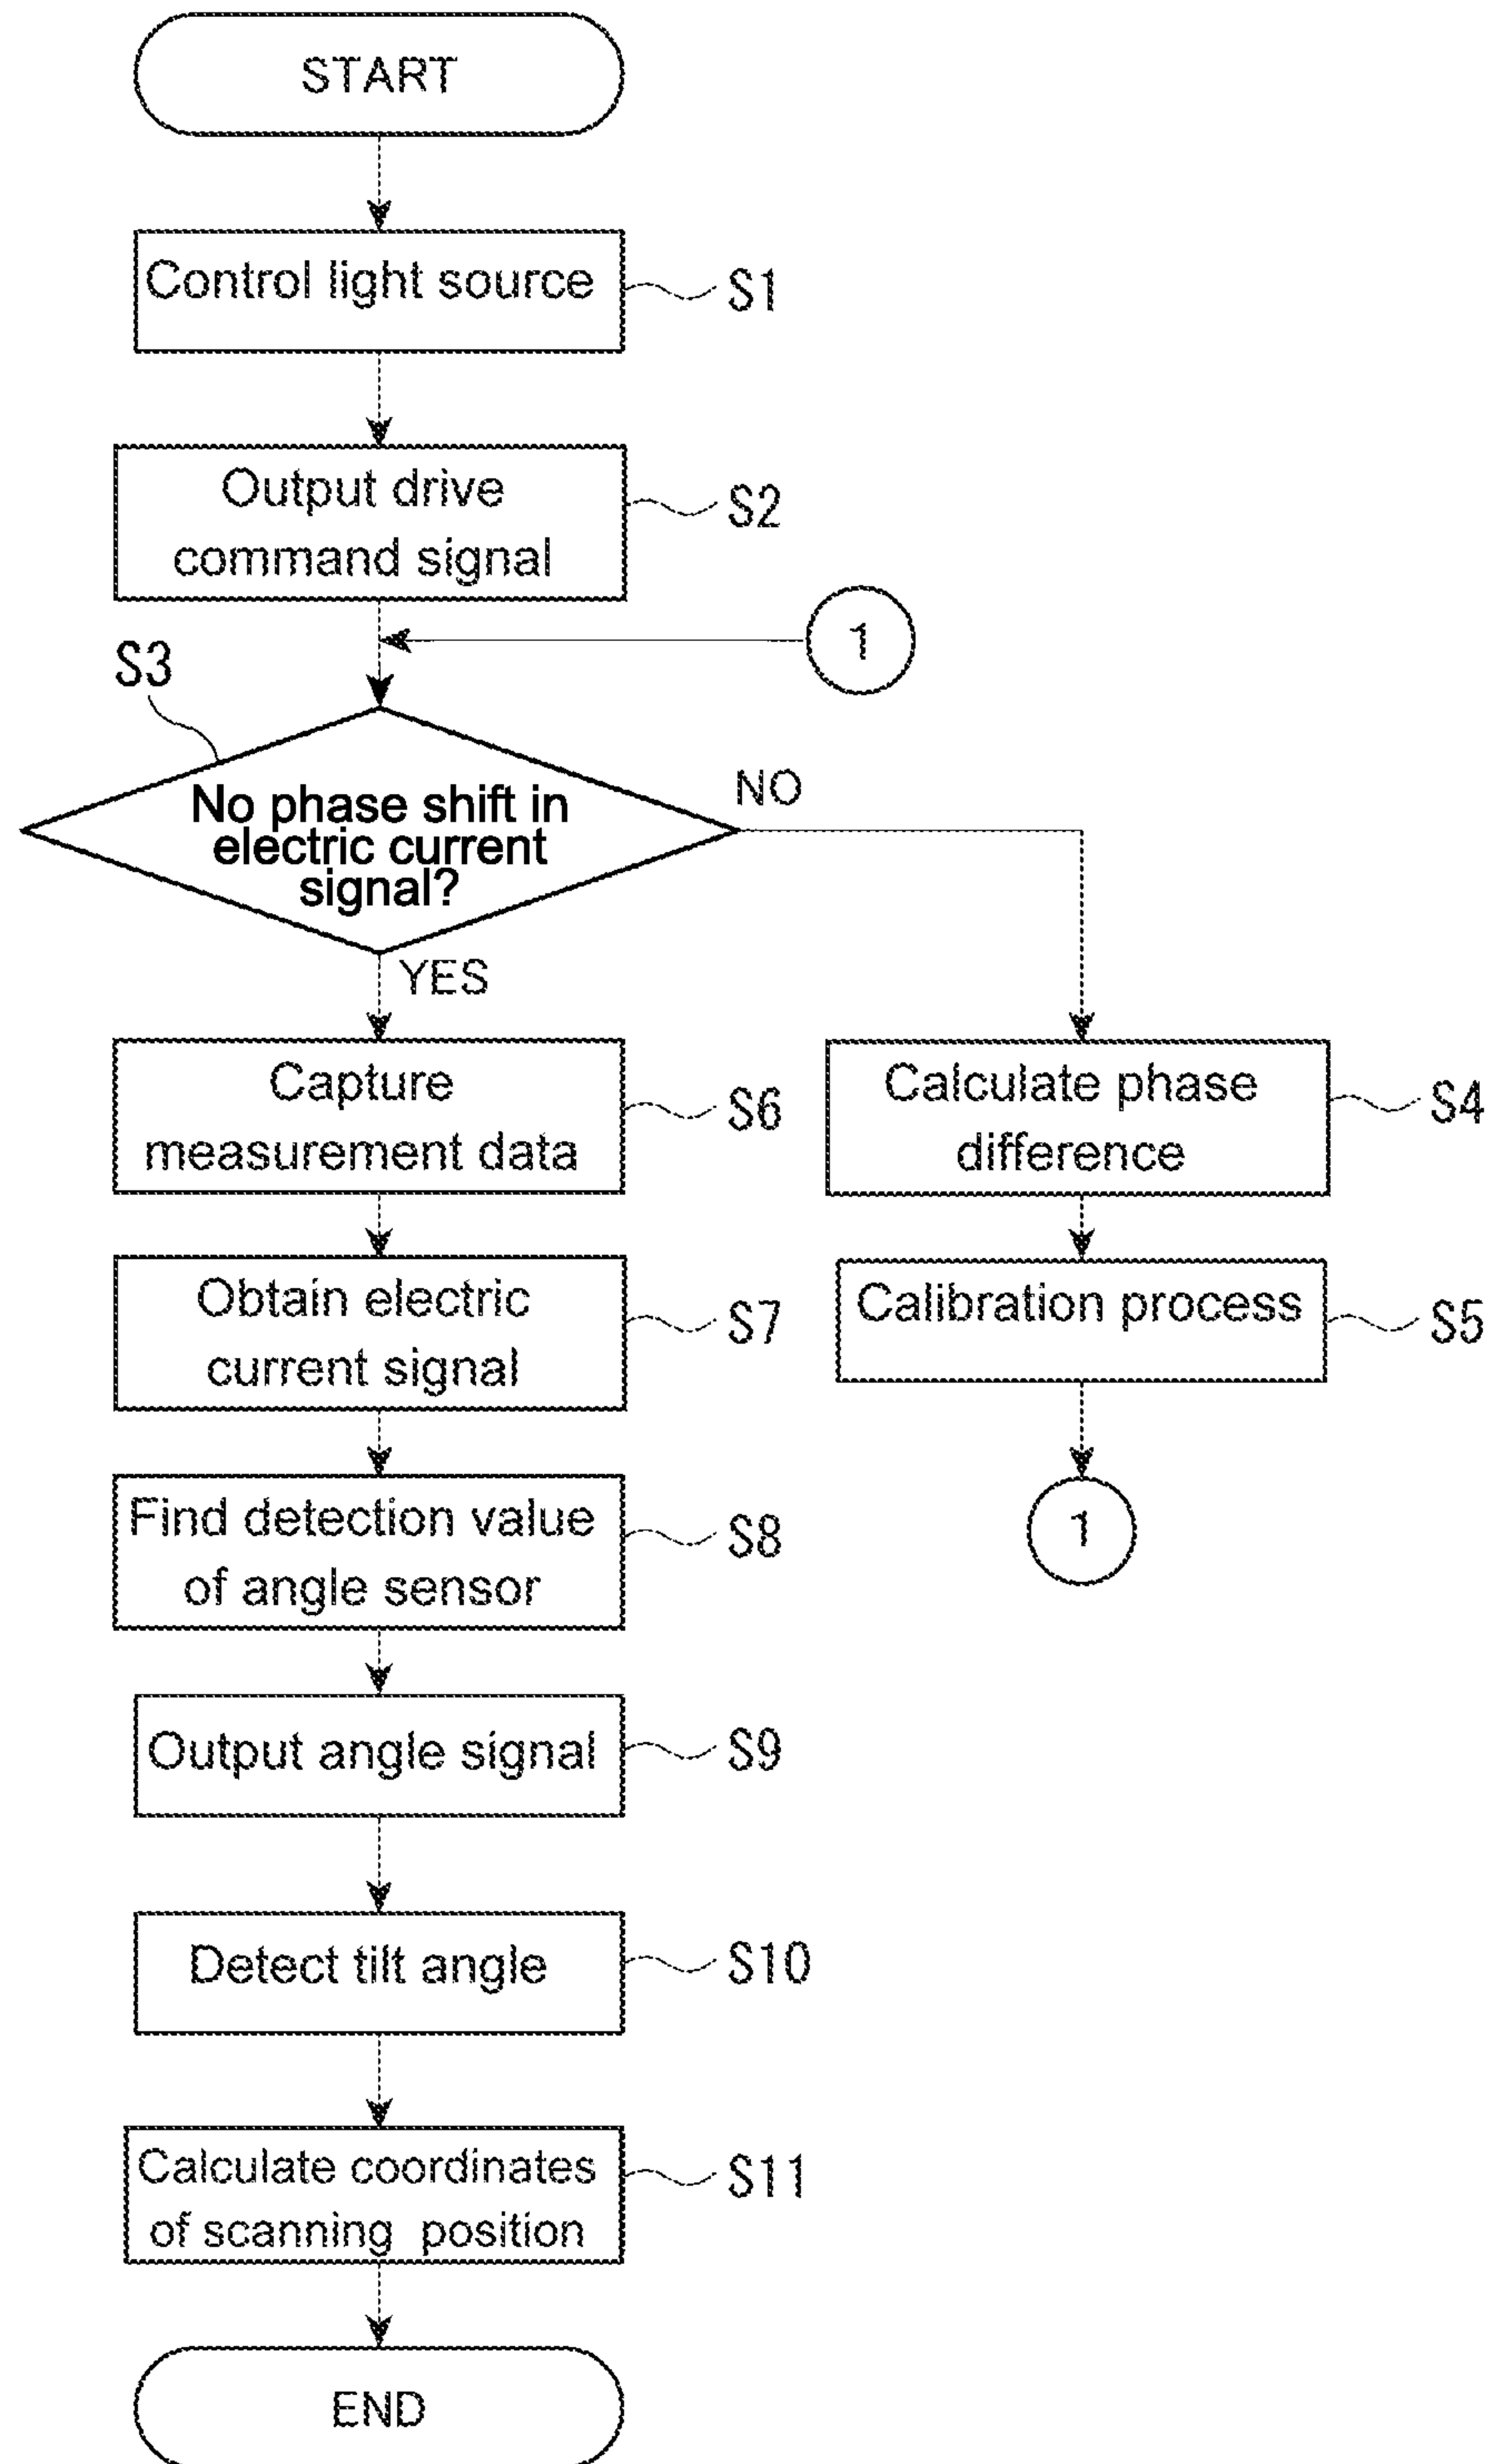 START
Control light source
S1
Output drive
command signal
S2
1
S3
No phase shift in
electric current
signal?
NO
YES
Capture
measurement data
S6
Calculate phase
difference
S4
Obtain electric
current signal
S7
Calibration process
S5
Find detection value
of angle sensor
S8
1
Output angle signal
S9
Detect tilt angle
S10
Calculate coordinates
of scanning position
S11
END